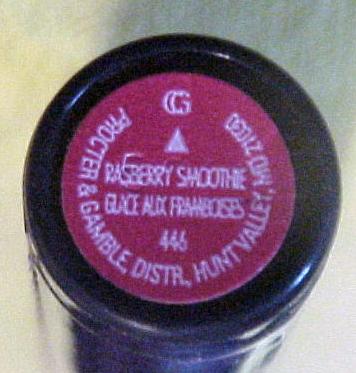 CG
RASBERRY SMOOTHIE
GLACE AUX FRAMBOISES
446
PROCTER & GAMBLE, DISTR., HUNT VALLEY, MD 21030